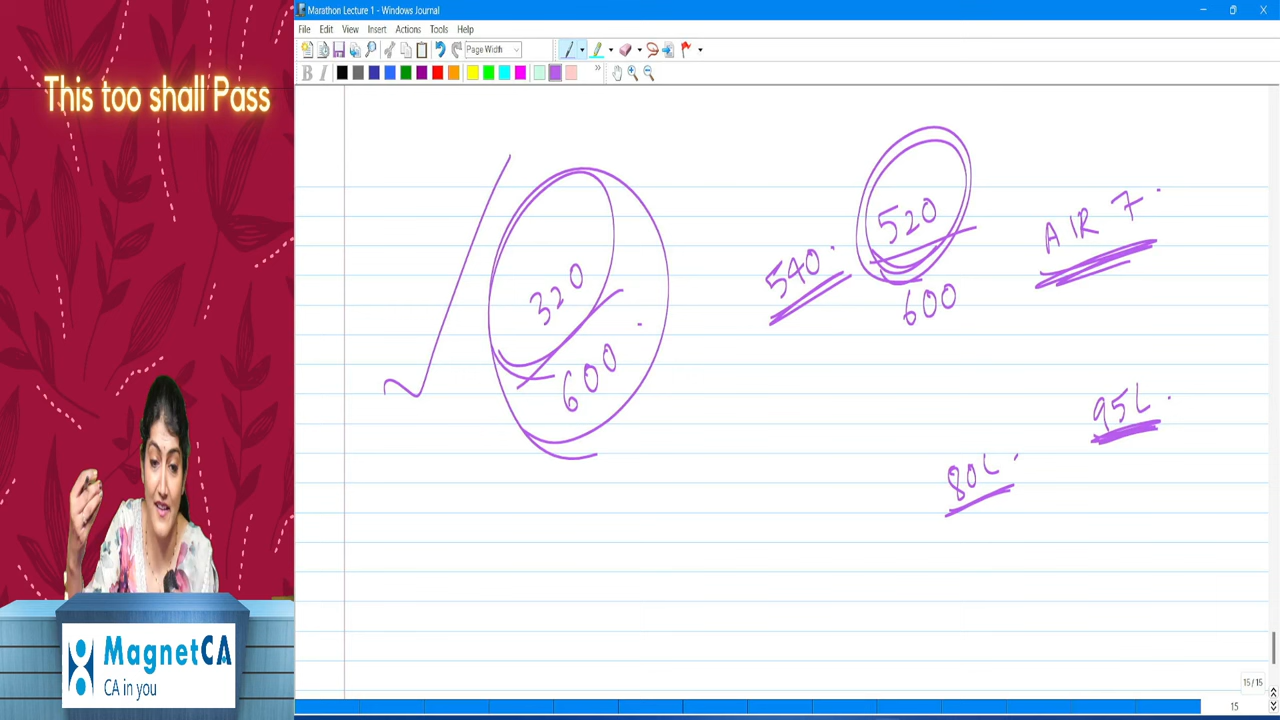 Marathon Lecture 1 - Windows Journal
File Edit View Insert Actions Tools Help
Page Width
B I
This too shall Pass
320
600
540
520
600
AIR 7
95L
80L
MagnetCA
CA in you
15/15
15